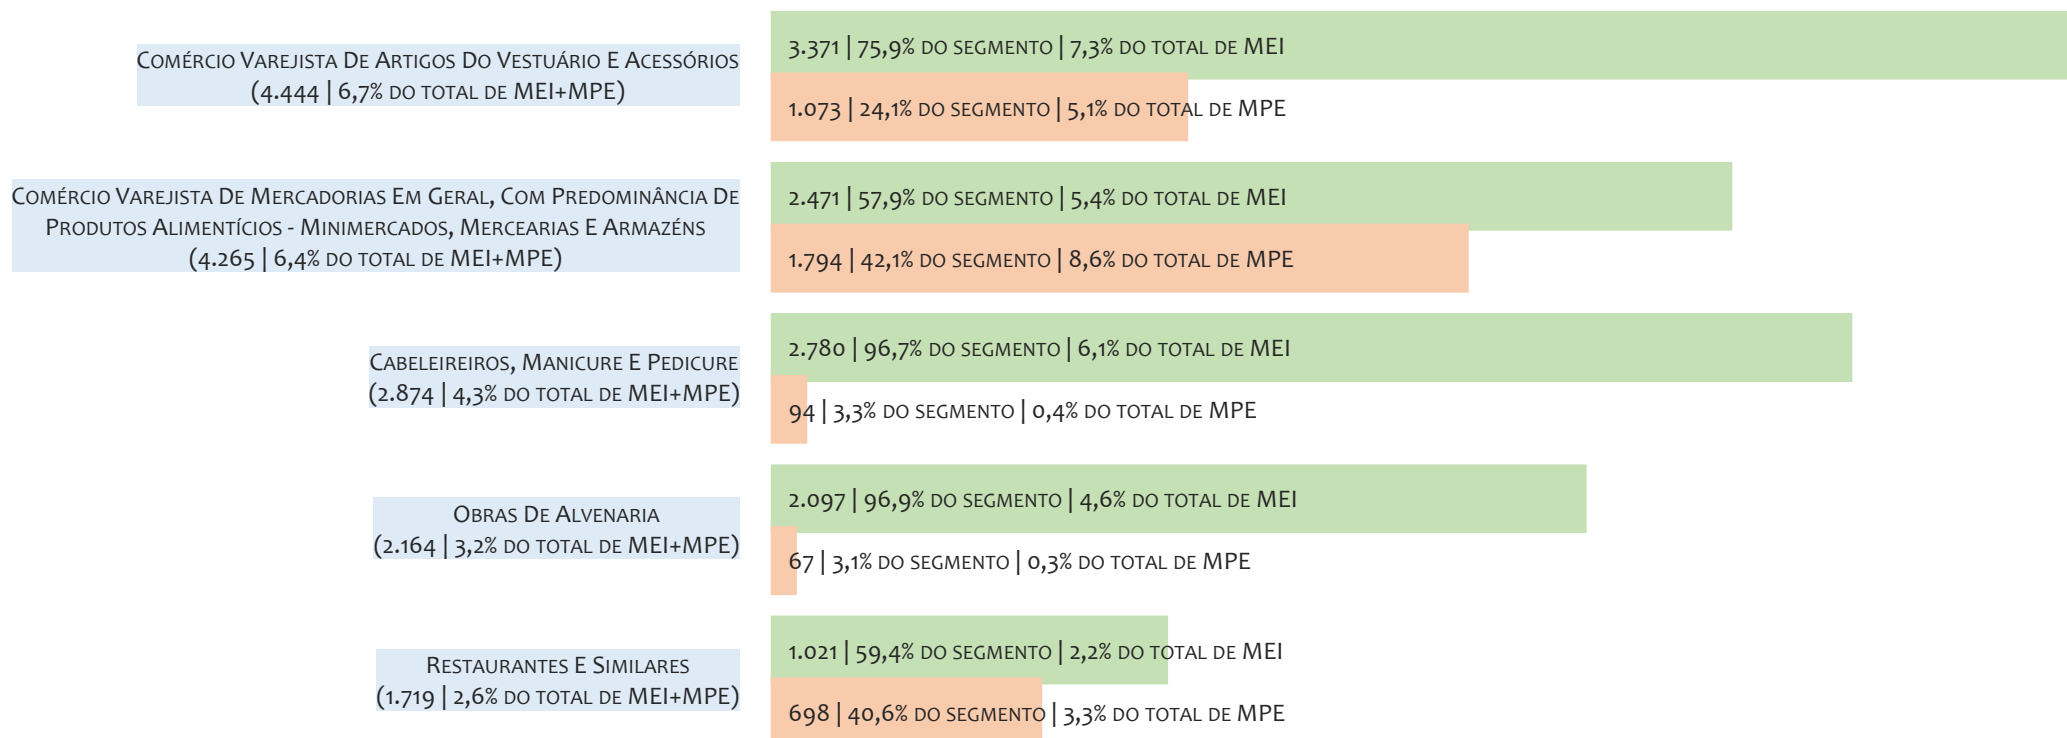 Comércio Varejista De Artigos Do Vestuário E Acessórios
(4.444 | 6,7% do total de MEI+MPE)
3.371 | 75,9% do segmento | 7,3% do total de MEI
1.073 | 24,1% do segmento | 5,1% do total de MPE
Comércio Varejista De Mercadorias Em Geral, Com Predominância De
Produtos Alimentícios - Minimercados, Mercearias E Armazéns
(4.265 | 6,4% do total de MEI+MPE)
2.471 | 57,9% do segmento | 5,4% do total de MEI
1.794 | 42,1% do segmento | 8,6% do total de MPE
Cabeleireiros, Manicure E Pedicure
(2.874 | 4,3% do total de MEI+MPE)
2.780 | 96,7% do segmento | 6,1% do total de MEI
94 | 3,3% do segmento | 0,4% do total de MPE
Obras De Alvenaria
(2.164 | 3,2% do total de MEI+MPE)
2.097 | 96,9% do segmento | 4,6% do total de MEI
67 | 3,1% do segmento | 0,3% do total de MPE
Restaurantes E Similares
(1.719 | 2,6% do total de MEI+MPE)
1.021 | 59,4% do segmento | 2,2% do total de MEI
698 | 40,6% do segmento | 3,3% do total de MPE